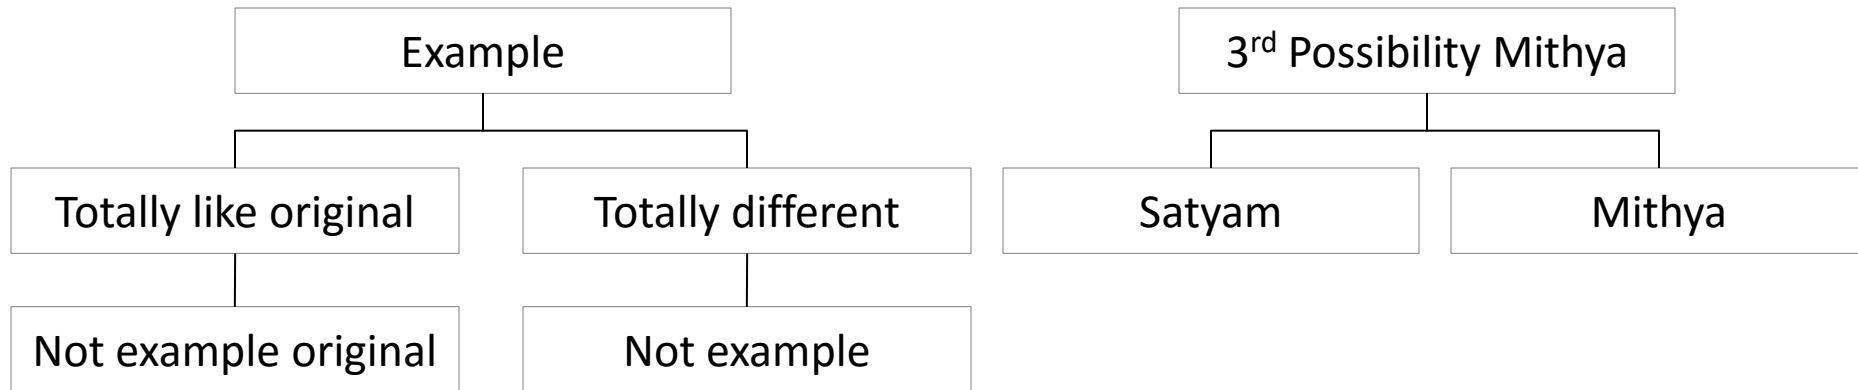 Example
3rd Possibility Mithya
Totally like original
Totally different
Satyam
Mithya
Not example original
Not example